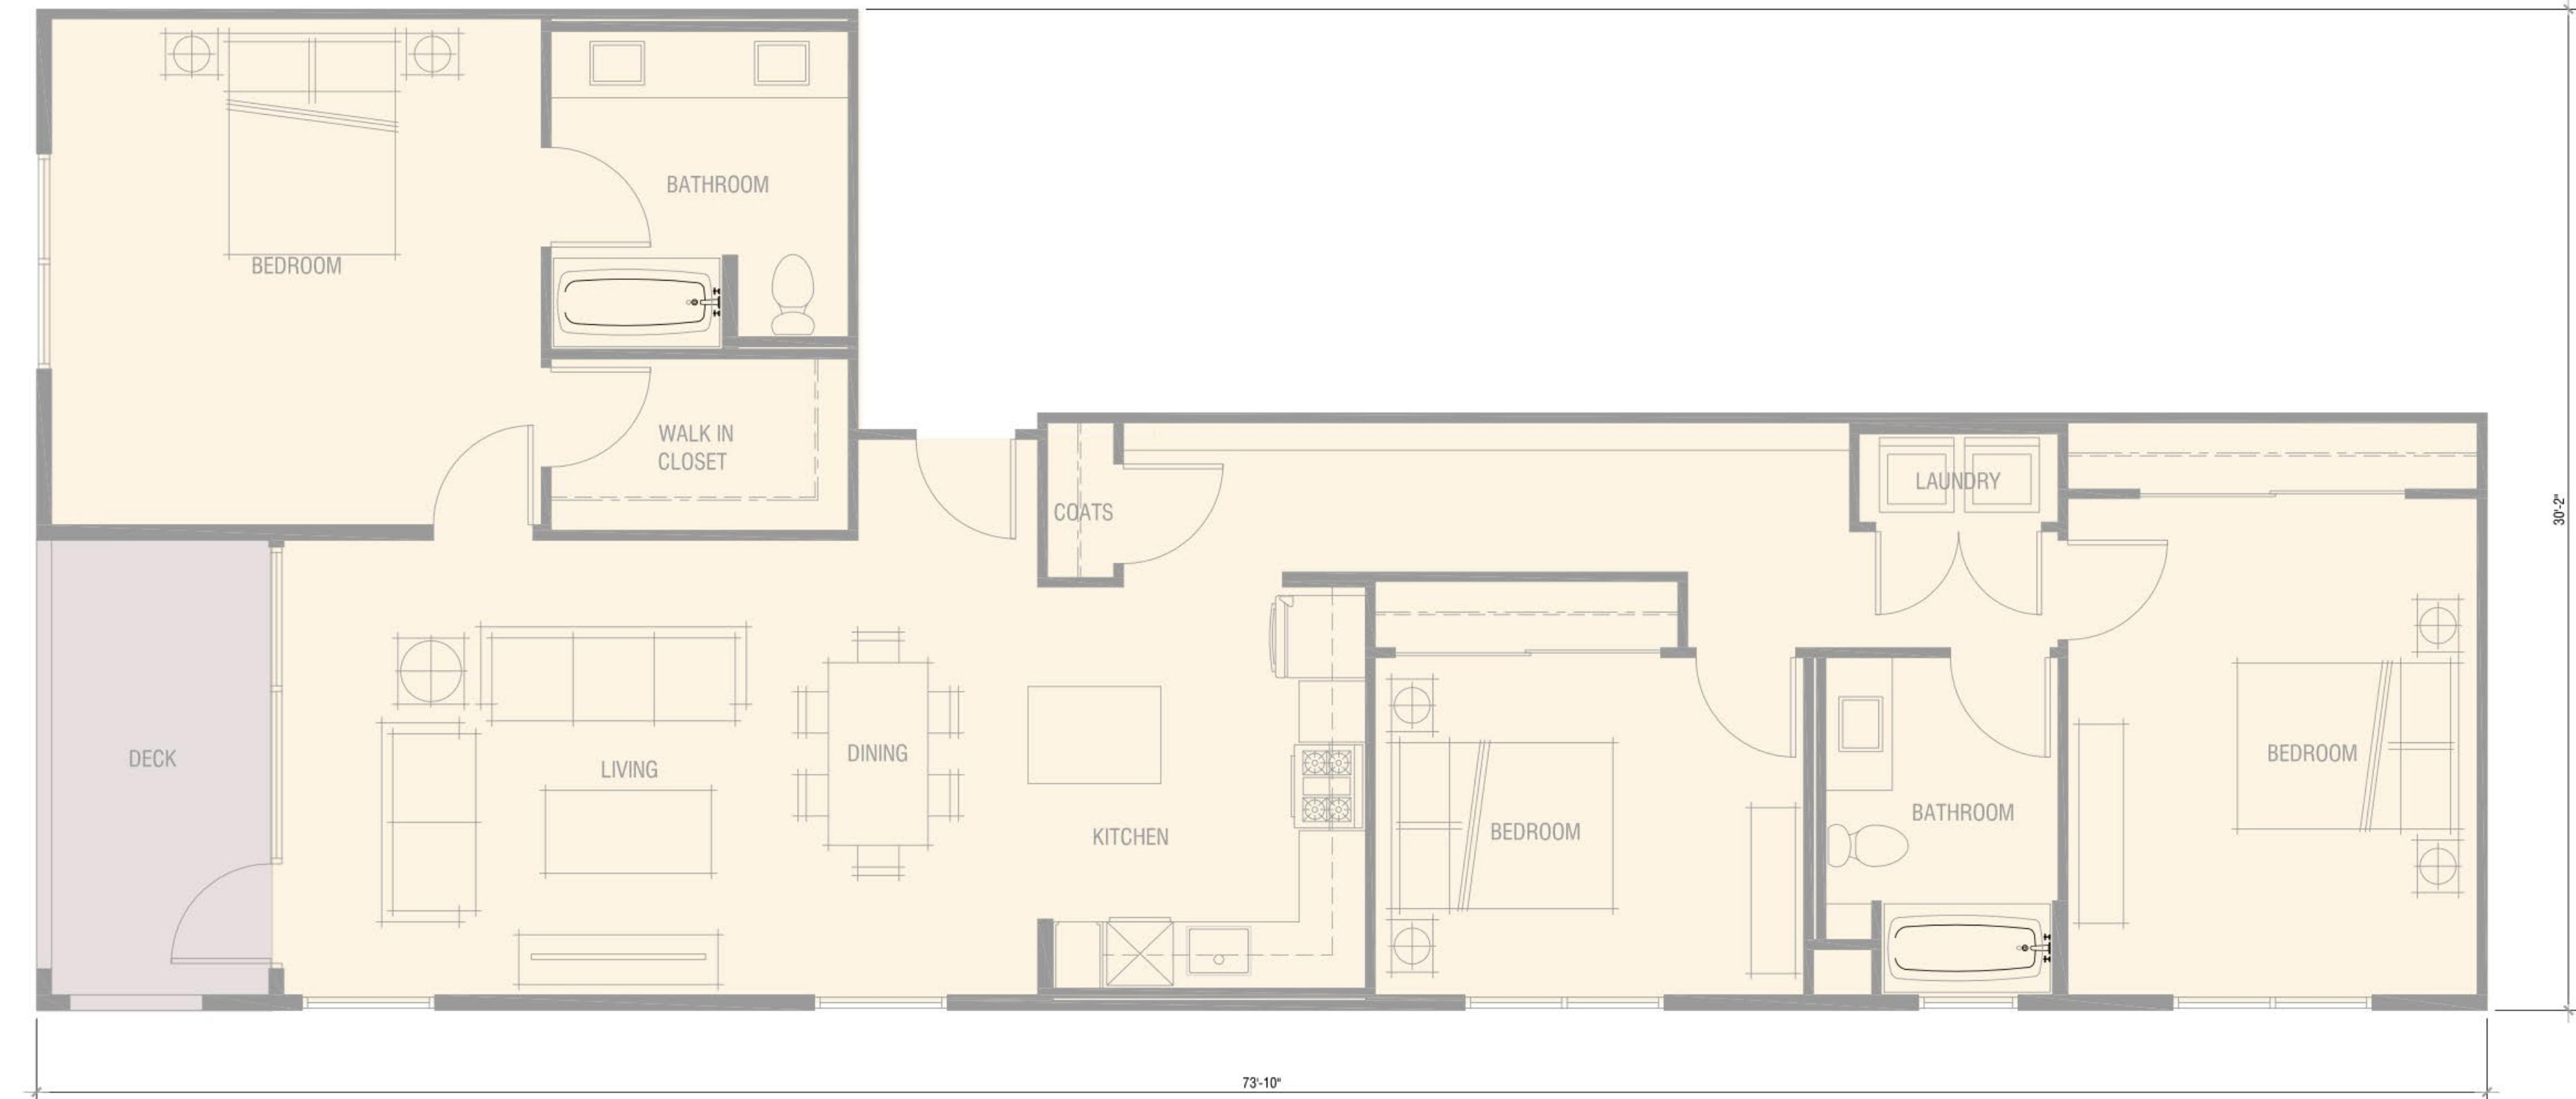 BATHROOM
BEDROOM
WALK IN
CLOSET
LAUNDRY
COATS
30'-2"
DECK
LIVING
DINING
KITCHEN
BEDROOM
BATHROOM
BEDROOM
73'-10"